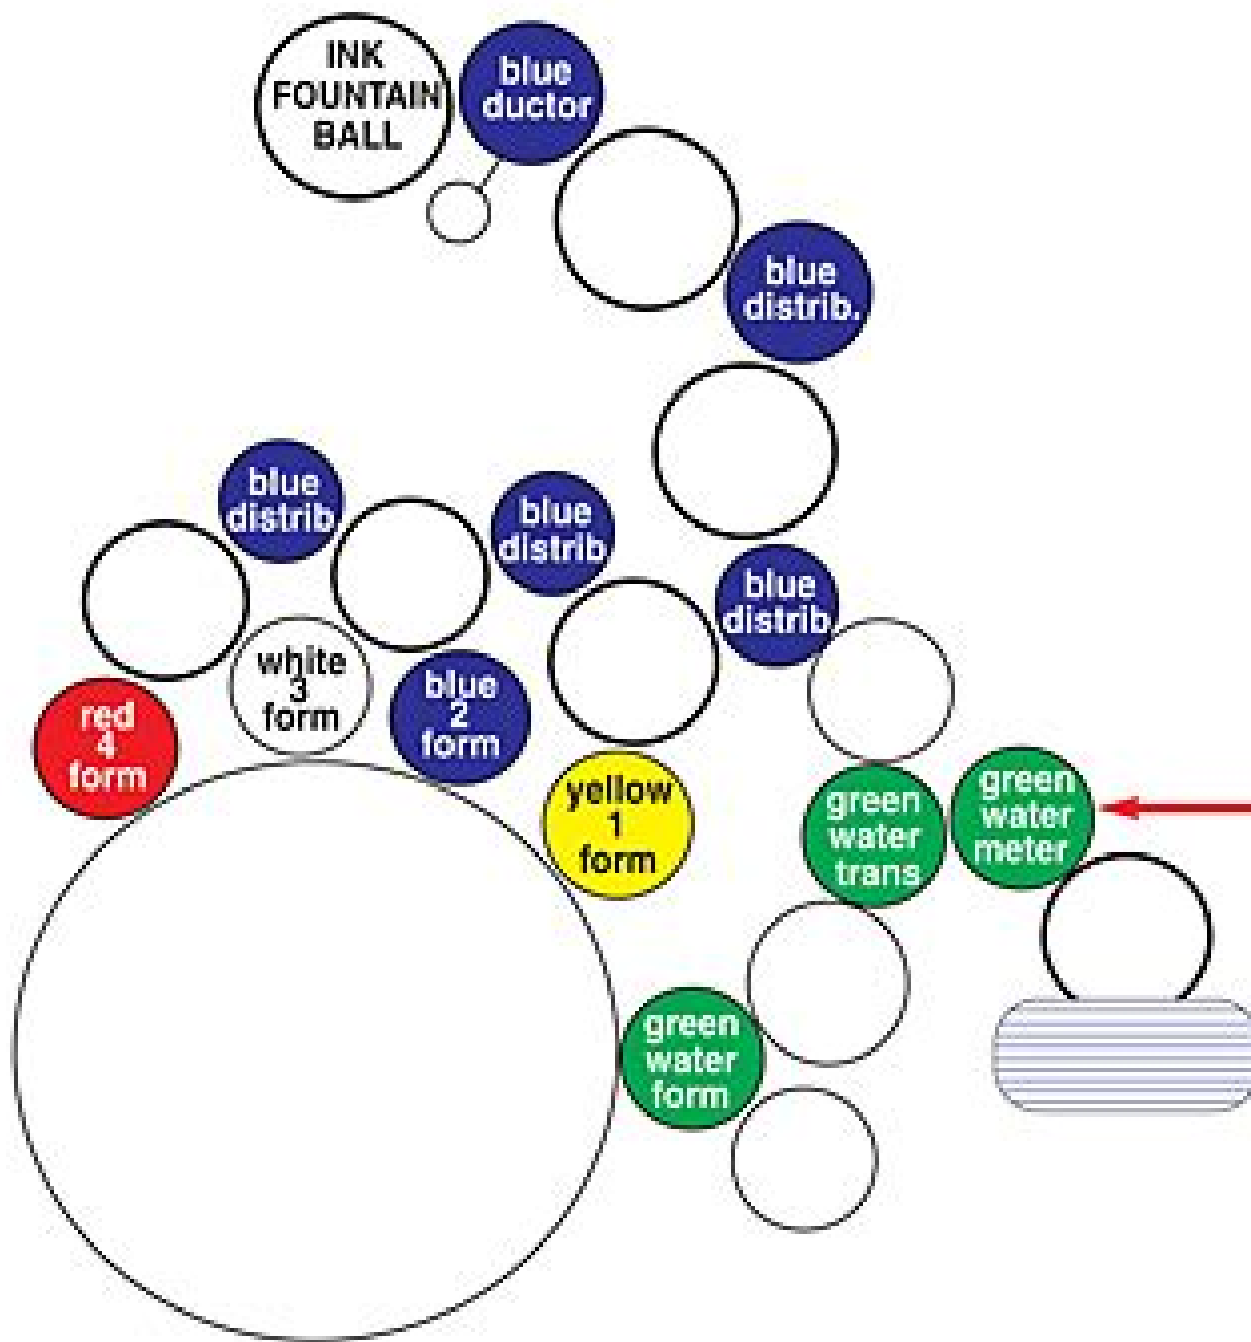 INK
FOUNTAIN
BALL
blue
ductor
blue
distrib.
blue
distrib
blue
distrib
blue
distrib
white
3
form
blue
2
form
red
4
form
yellow
1
form
green
water
trans
green
water
meter
green
water
form